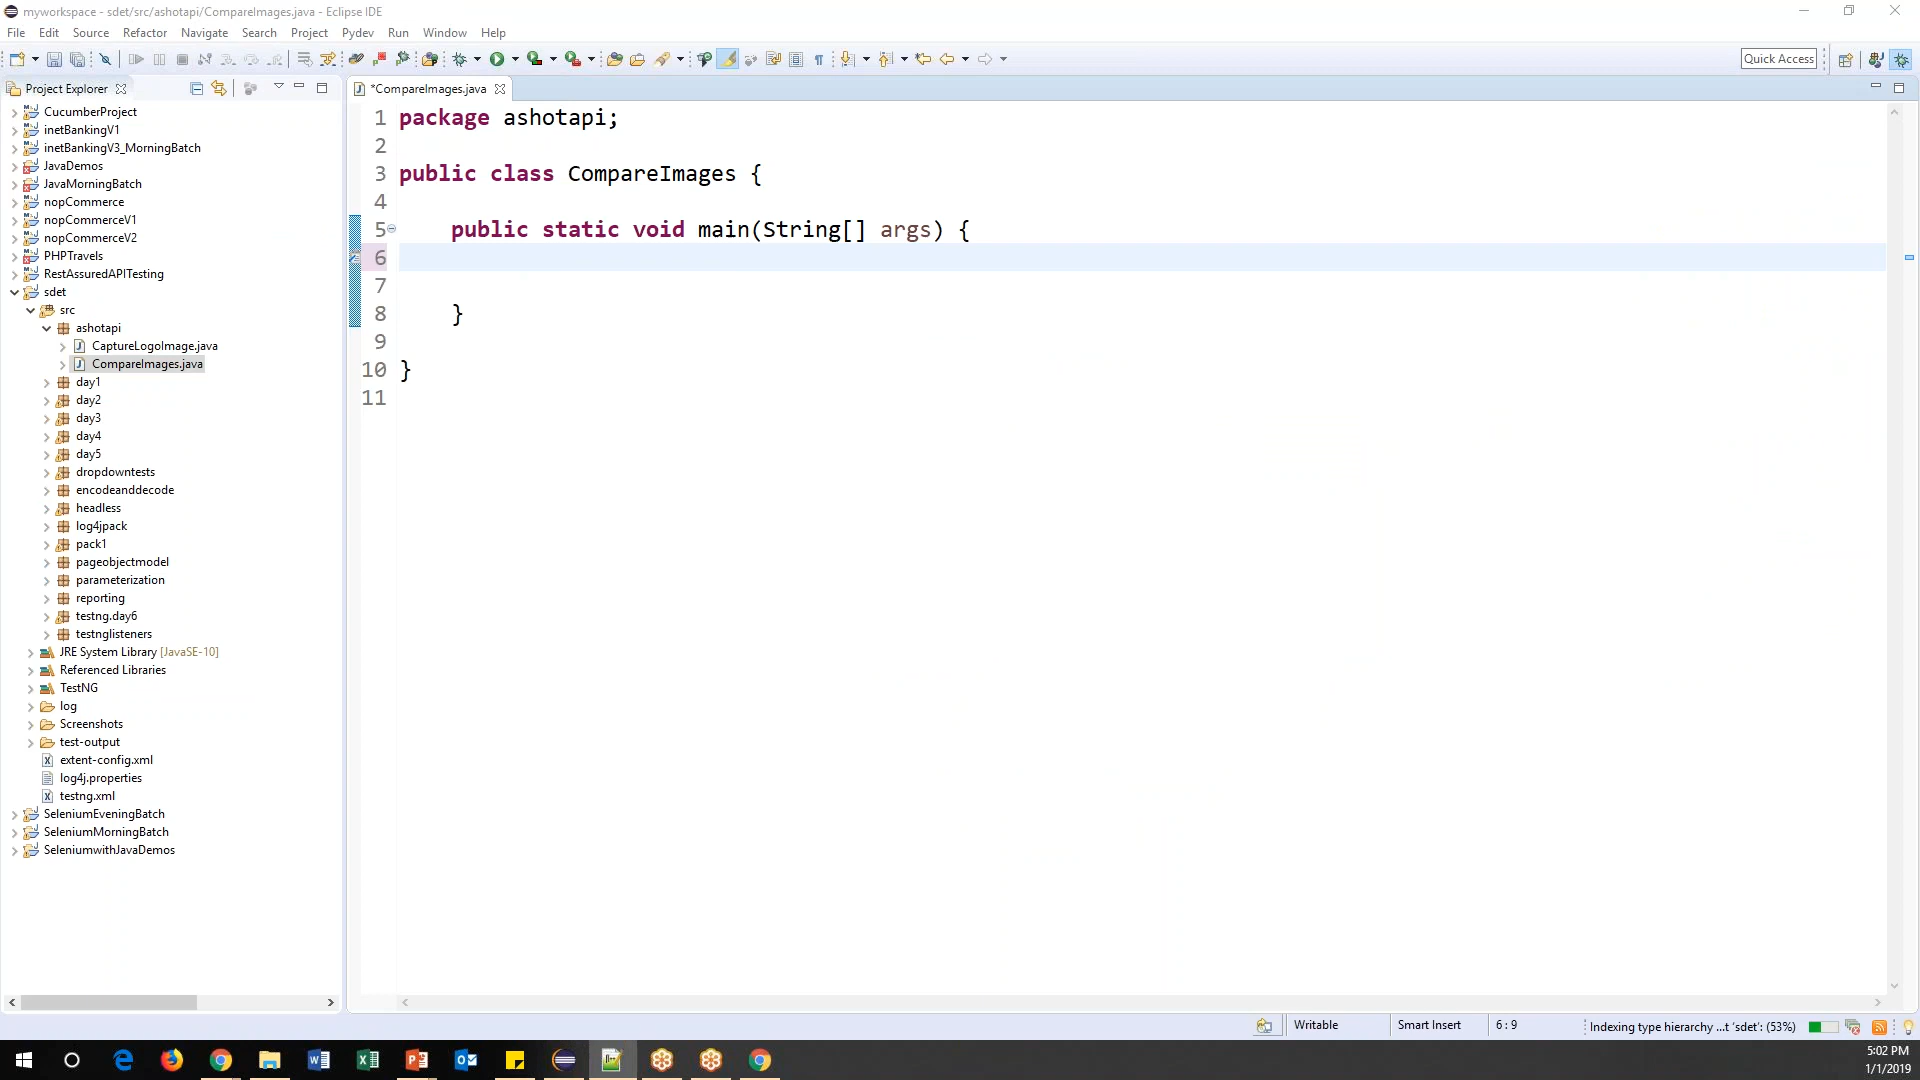 myworkspace - sdet/src/ashotapi/CompareImages.java - Eclipse IDE
File Edit Source Refactor Navigate Search Project Pydev Run Window Help
Quick Access
Project Explorer
*CompareImages.java
CucumberProject
inetBankingV1
inetBankingV3_MorningBatch
JavaDemos
JavaMorningBatch
nopCommerce
nopCommerceV1
nopCommerceV2
PHPTravels
RestAssuredAPITesting
sdet
src
ashotapi
CaptureLogoImage.java
CompareImages.java
day1
day2
day3
day4
day5
dropdowntests
encodeanddecode
headless
log4jpack
pack1
pageobjectmodel
parameterization
reporting
testng.day6
testnglisteners
JRE System Library [JavaSE-10]
Referenced Libraries
TestNG
log
Screenshots
test-output
extent-config.xml
log4j.properties
testng.xml
SeleniumEveningBatch
SeleniumMorningBatch
SeleniumwithJavaDemos
1 package ashotapi;
2
3 public class CompareImages {
4
5 public static void main(String[] args) {
6
7
8 }
9
10 }
11
Writable Smart Insert 6 : 9 Indexing type hierarchy ...t 'sdet': (53%)
5:02 PM
1/1/2019